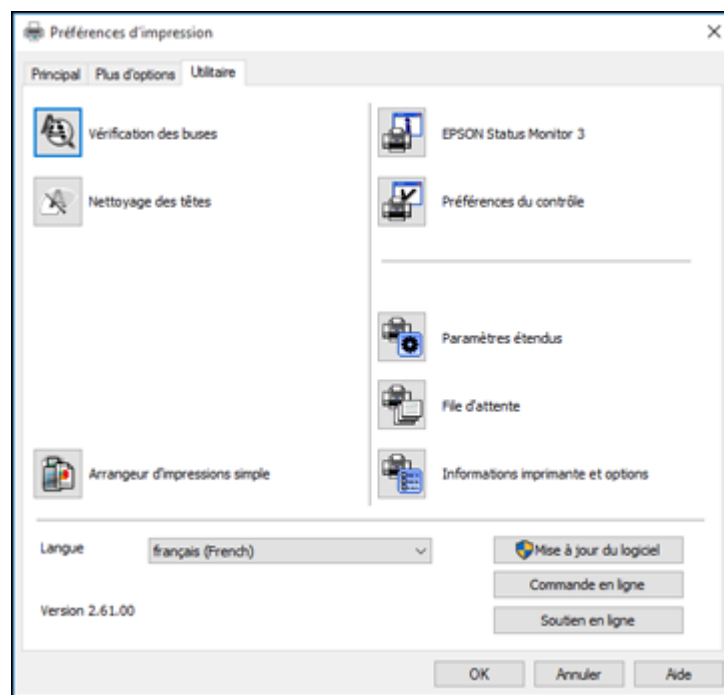 Préférences d'impression
Principal
Plus d'options
Utilitaire
Vérification des buses
Nettoyage des têtes
Arrangeur d'impressions simple
EPSON Status Monitor 3
Préférences du contrôle
Paramètres étendus
File d'attente
Informations imprimante et options
Langue
français (French)
Version 2.61.00
Mise à jour du logiciel
Commande en ligne
Soutien en ligne
OK
Annuler
Aide